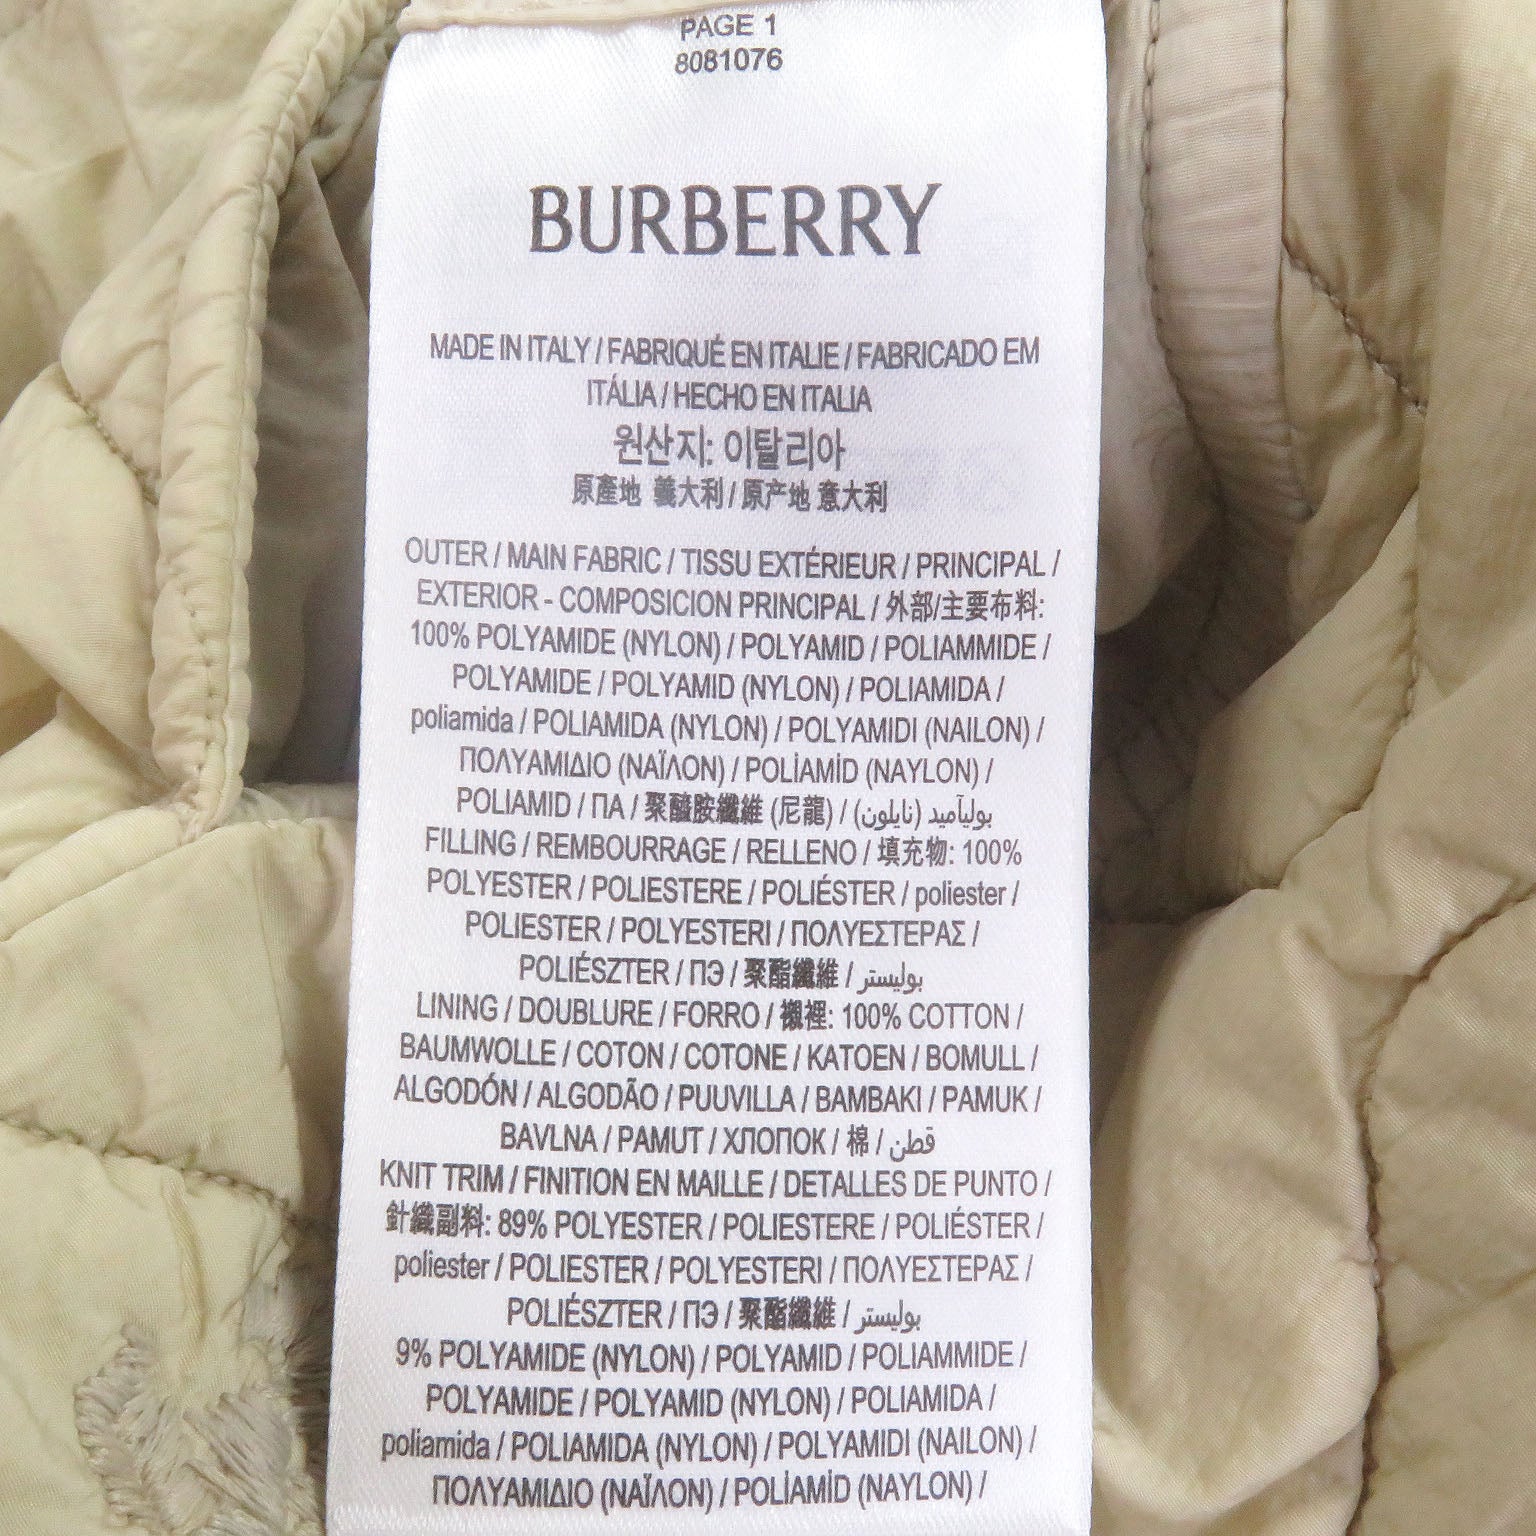 PAGE 1
8081076
BURBERRY
MADE IN ITALY / FABRIQUÉ EN ITALIE / FABRICADO EM
ITÁLIA / HECHO EN ITALIA
원산지: 이탈리아
原產地 義大利 / 原产地 意大利
OUTER / MAIN FABRIC / TISSU EXTÉRIEUR / PRINCIPAL /
EXTERIOR - COMPOSICION PRINCIPAL / 外部/主要布料:
100% POLYAMIDE (NYLON) / POLYAMID / POLIAMMIDE /
POLYAMIDE / POLYAMID (NYLON) / POLIAMIDA /
poliamida / POLIAMIDA (NYLON) / POLYAMIDI (NAILON) /
ΠΟΛΥΑΜΙΔΙΟ (ΝΑΪΛΟΝ) / POLİAMİD (NAYLON) /
POLIAMID / ПА / 聚醯胺纖維 (尼龍) / بوليآميد (نايلون)
FILLING / REMBOURRAGE / RELLENO / 填充物: 100%
POLYESTER / POLIESTERE / POLIÉSTER / poliester /
POLIESTER / POLYESTERI / ΠΟΛΥΕΣΤΕΡΑΣ /
POLIÉSZTER / ПЭ / 聚酯纖維 / بوليستر
LINING / DOUBLURE / FORRO / 襯裡: 100% COTTON /
BAUMWOLLE / COTON / COTONE / KATOEN / BOMULL /
ALGODÓN / ALGODÃO / PUUVILLA / BAMBAKI / PAMUK /
BAVLNA / PAMUT / ХЛОПОК / 棉 / قطن
KNIT TRIM / FINITION EN MAILLE / DETALLES DE PUNTO /
針織副料: 89% POLYESTER / POLIESTERE / POLIÉSTER /
poliester / POLIESTER / POLYESTERI / ΠΟΛΥΕΣΤΕΡΑΣ /
POLIÉSZTER / ПЭ / 聚酯纖維 / بوليستر
9% POLYAMIDE (NYLON) / POLYAMID / POLIAMMIDE /
POLYAMIDE / POLYAMID (NYLON) / POLIAMIDA /
poliamida / POLIAMIDA (NYLON) / POLYAMIDI (NAILON) /
ΠΟΛΥΑΜΙΔΙΟ (ΝΑΪΛΟΝ) / POLİAMİD (NAYLON) /